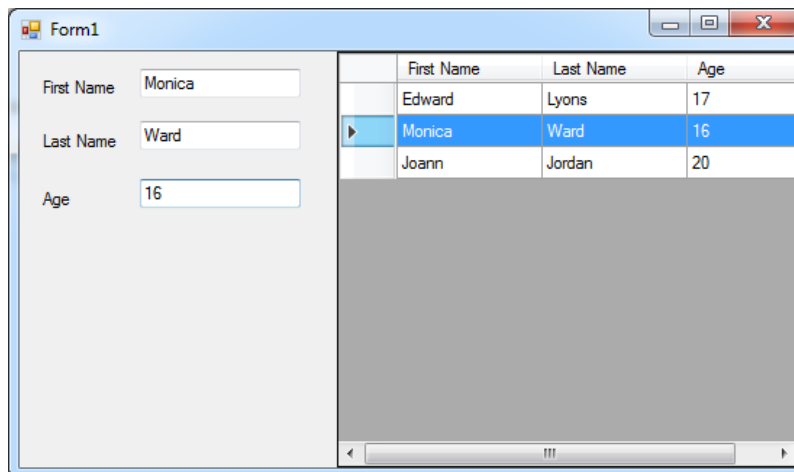 Form1
First Name Monica
Last Name Ward
Age 16
First Name Last Name Age
Edward Lyons 17
Monica Ward 16
Joann Jordan 20